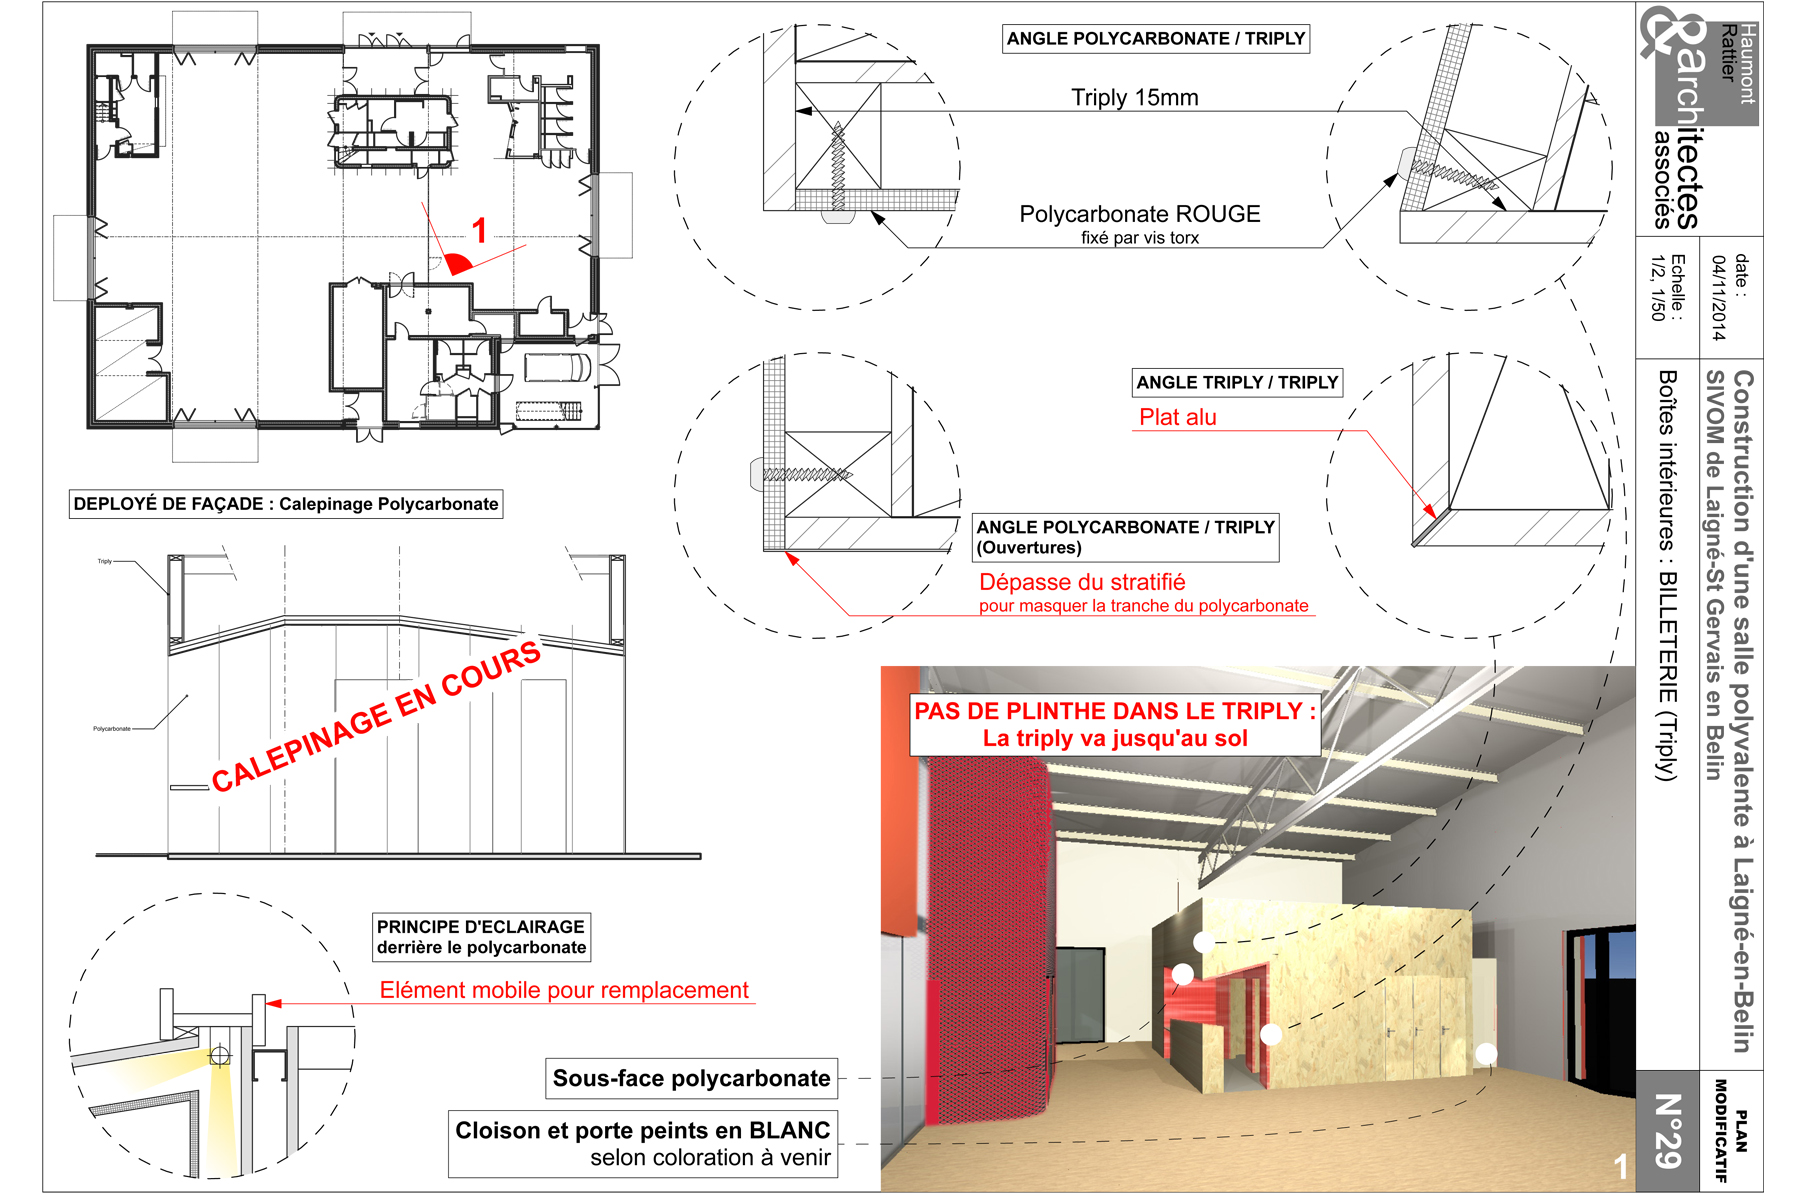 1
DEPLOYÉ DE FAÇADE : Calepinage Polycarbonate
Triply
Polycarbonate
CALEPINAGE EN COURS
PRINCIPE D'ECLAIRAGE
derrière le polycarbonate
Elément mobile pour remplacement
Sous-face polycarbonate
Cloison et porte peints en BLANC
selon coloration à venir
ANGLE POLYCARBONATE / TRIPLY
Triply 15mm
Polycarbonate ROUGE
fixé par vis torx
ANGLE TRIPLY / TRIPLY
Plat alu
ANGLE POLYCARBONATE / TRIPLY
(Ouvertures)
Dépasse du stratifié
pour masquer la tranche du polycarbonate
PAS DE PLINTHE DANS LE TRIPLY :
La triply va jusqu'au sol
1
Haumont
Rattier
&architectes
associés
date :
04/11/2014
Echelle :
1/2, 1/50
Construction d'une salle polyvalente à Laigné-en-Belin
SIVOM de Laigné-St Gervais en Belin
Boîtes intérieures : BILLETERIE (Triply)
PLAN
MODIFICATIF
N°29